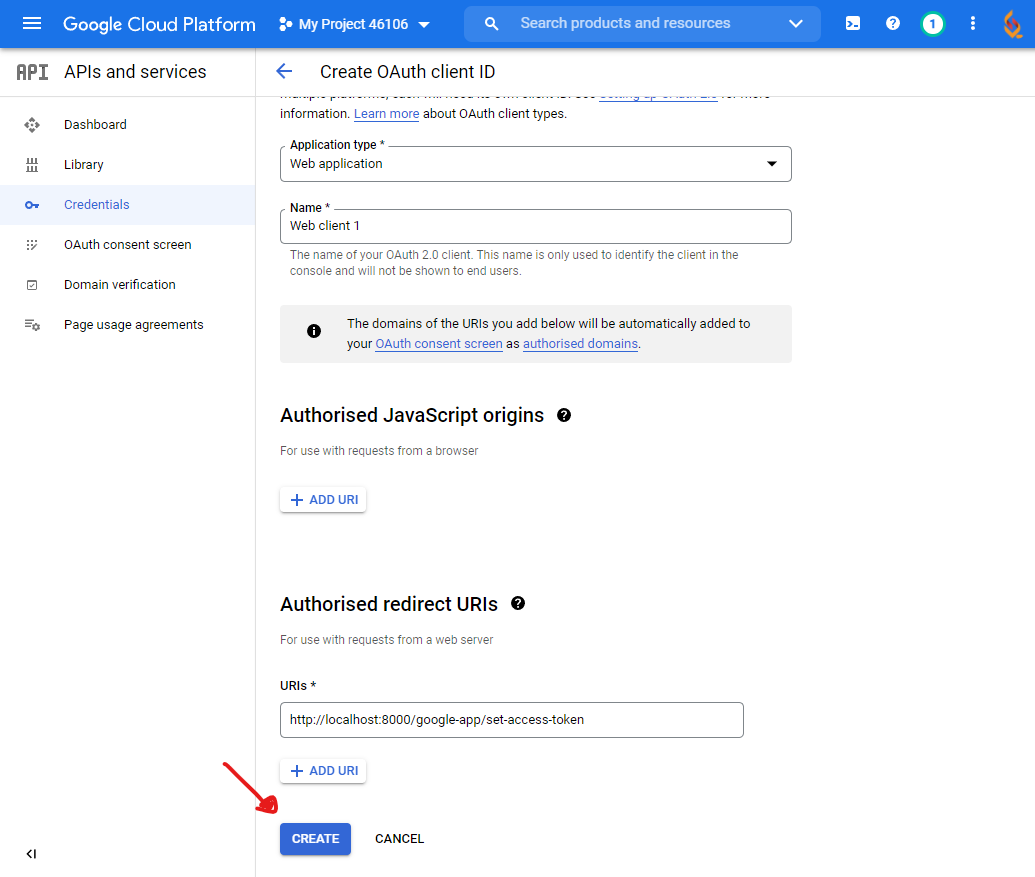 Google Cloud Platform
My Project 46106
Search products and resources
1
API APIs and services
Create OAuth client ID
Dashboard
Library
Credentials
OAuth consent screen
Domain verification
Page usage agreements
information. Learn more about OAuth client types.
Application type *
Web application
Name *
Web client 1
The name of your OAuth 2.0 client. This name is only used to identify the client in the
console and will not be shown to end users.
The domains of the URIs you add below will be automatically added to
your OAuth consent screen as authorised domains.
Authorised JavaScript origins
For use with requests from a browser
ADD URI
Authorised redirect URIs
For use with requests from a web server
URIs *
http://localhost:8000/google-app/set-access-token
ADD URI
CREATE
CANCEL